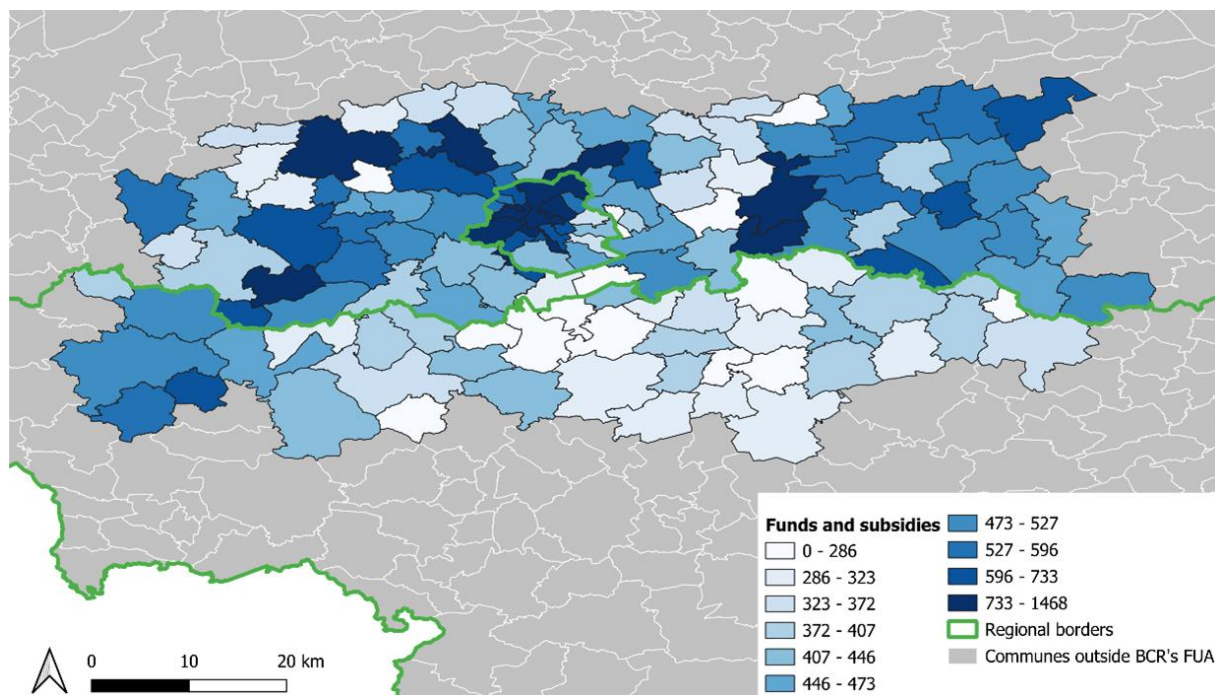 Funds and subsidies
0 - 286
286 - 323
323 - 372
372 - 407
407 - 446
446 - 473
473 - 527
527 - 596
596 - 733
733 - 1468
Regional borders
Communes outside BCR's FUA
0 10 20 km